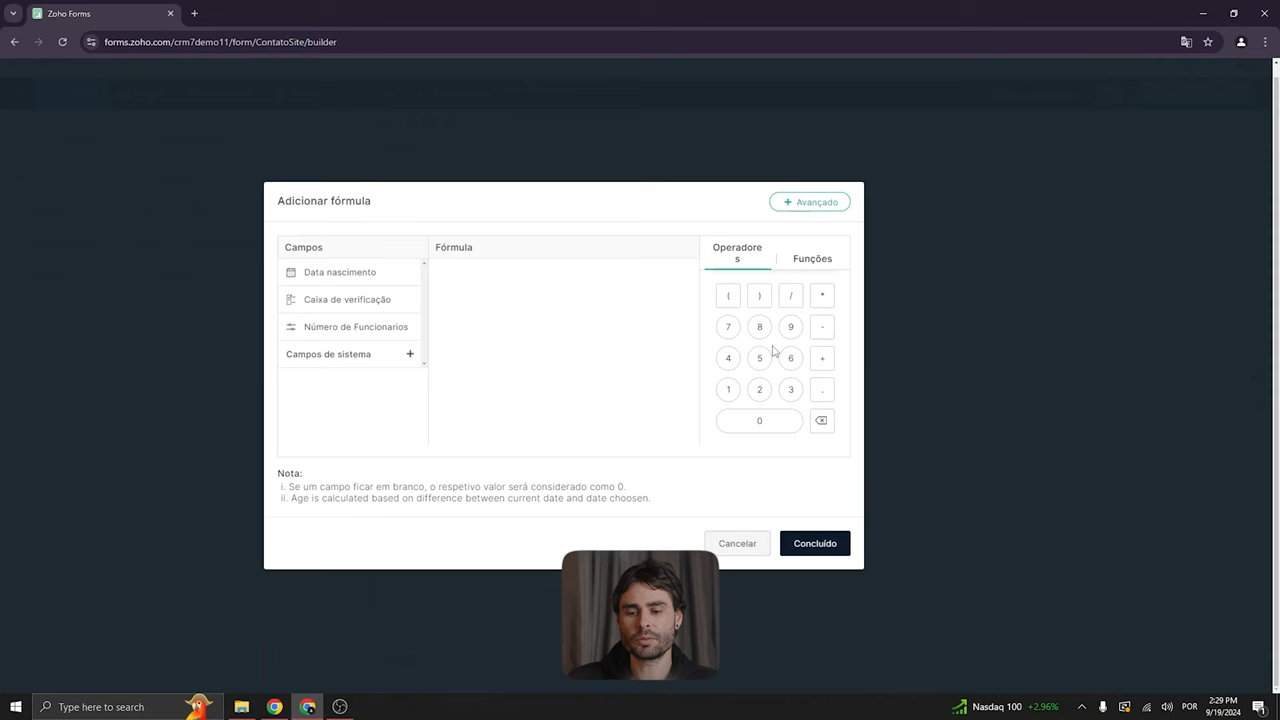 Zoho Forms
forms.zoho.com/crm7demo11/form/ContatoSite/builder
Adicionar fórmula
Avançado
Campos
Data nascimento
Caixa de verificação
Número de Funcionarios
Campos de sistema +
Fórmula
Operadore
s
Funções
( ) / *
7 8 9 -
4 5 6 +
1 2 3 .
0
Nota:
i. Se um campo ficar em branco, o respetivo valor será considerado como 0.
ii. Age is calculated based on difference between current date and date choosen.
Cancelar
Concluído
Type here to search
Nasdaq 100 +2.96%
POR
2:29 PM
9/19/2024